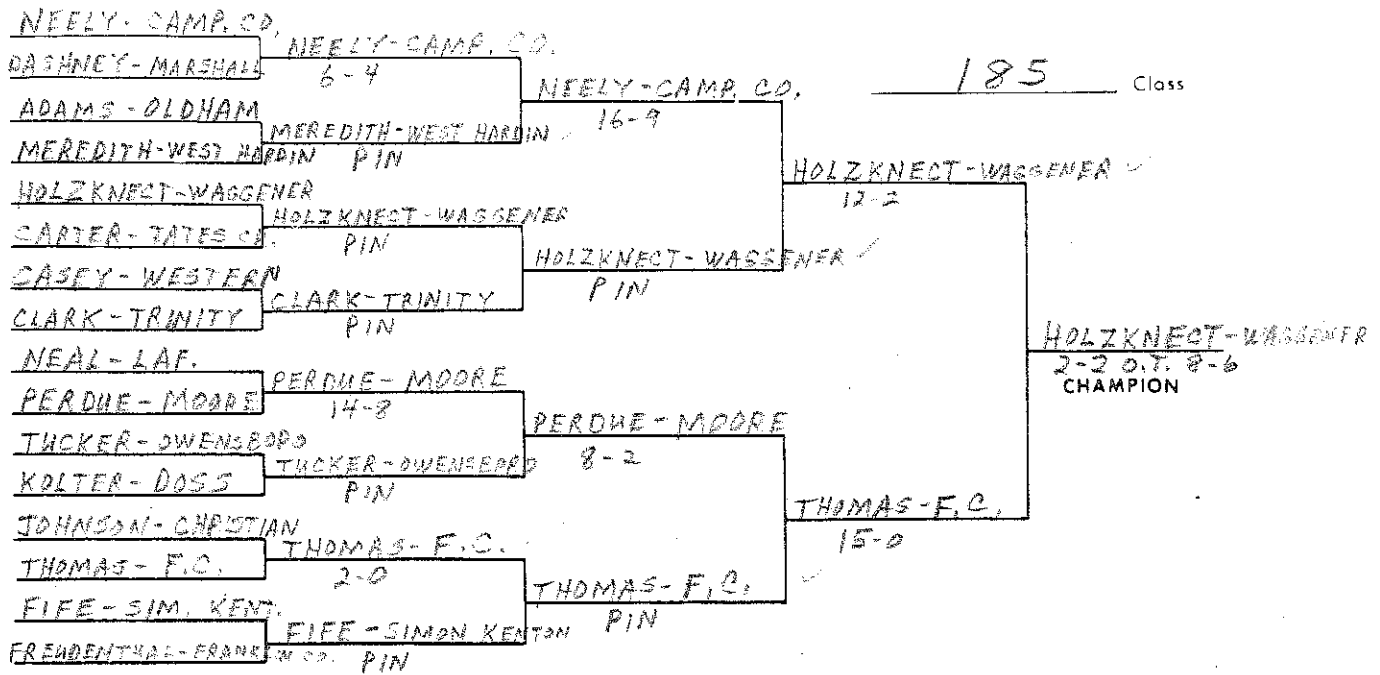 NEELY - CAMP. CO.
DASHNEY - MARSHALL
NEELY - CAMP. CO.
6-4
ADAMS - OLDHAM
MEREDITH - WEST HARDIN
MEREDITH - WEST HARDIN
PIN
NEELY - CAMP. CO.
16-9
185 Class
HOLZKNECT - WAGGENER
CARTER - TATES CR.
HOLZKNECT - WAGGENER
PIN
CASEY - WESTERN
CLARK - TRINITY
CLARK - TRINITY
PIN
HOLZKNECT - WAGGENER
PIN
HOLZKNECT - WAGGENER
12-2
NEAL - LAF.
PERDUE - MOORE
PERDUE - MOORE
14-8
TUCKER - OWENSBORO
KOLTER - DOSS
TUCKER - OWENSBORO
PIN
PERDUE - MOORE
8-2
JOHNSON - CHRISTIAN
THOMAS - F.C.
THOMAS - F.C.
2-0
FIFE - SIM. KENT.
FREUDENTHAL - FRANKLIN CO.
FIFE - SIMON KENTON
PIN
THOMAS - F.C.
PIN
THOMAS - F.C.
15-0
HOLZKNECT - WAGGENER
2-2 O.T. 8-6
CHAMPION